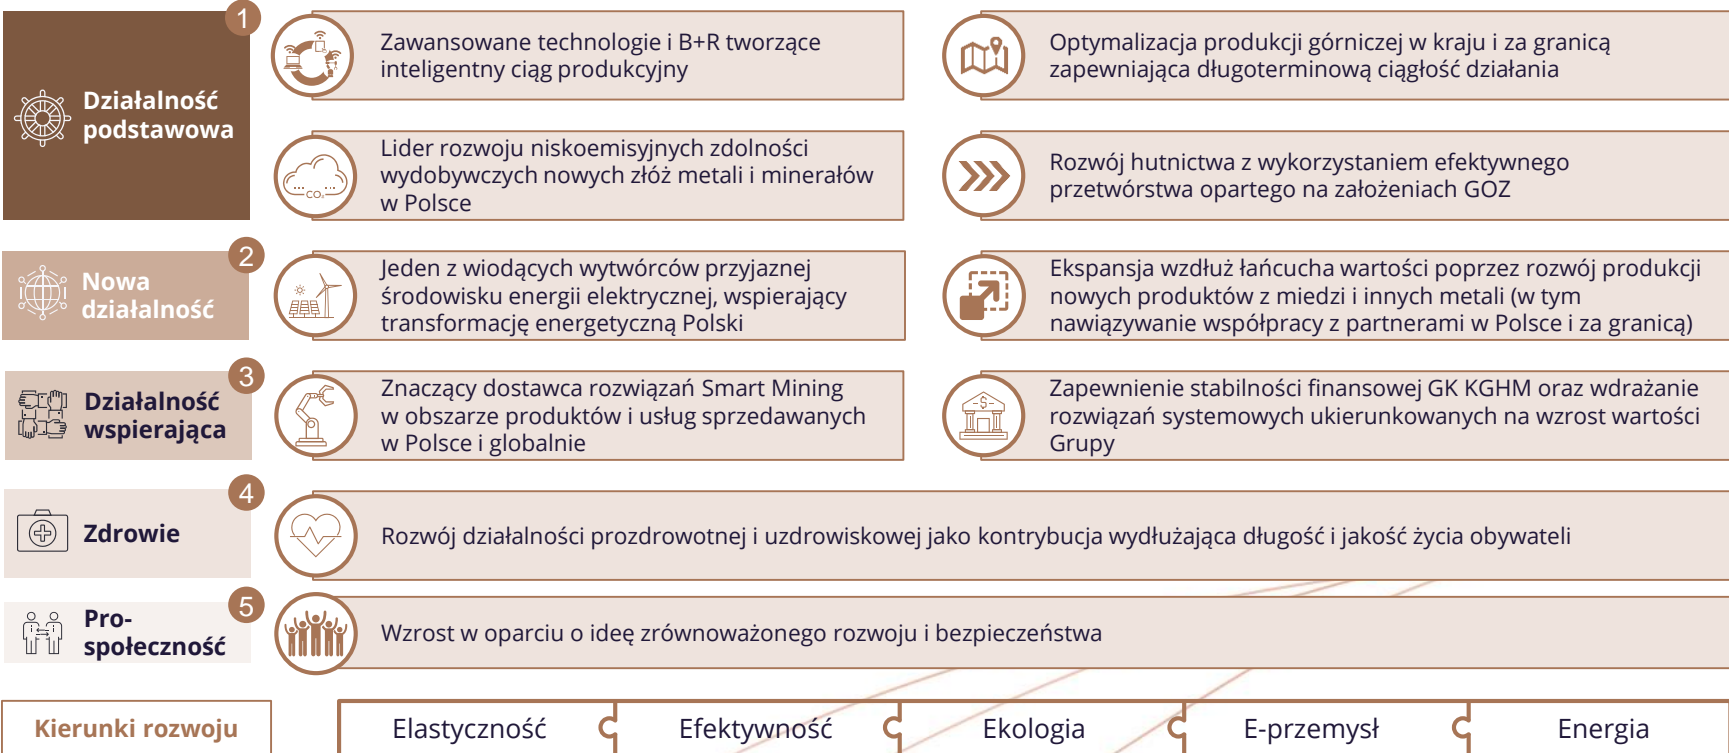 1
Działalność
podstawowa
Zawansowane technologie i B+R tworzące
inteligentny ciąg produkcyjny
Optymalizacja produkcji górniczej w kraju i za granicą
zapewniająca długoterminową ciągłość działania
CO₂
Lider rozwoju niskoemisyjnych zdolności
wydobywczych nowych złóż metali i minerałów
w Polsce
Rozwój hutnictwa z wykorzystaniem efektywnego
przetwórstwa opartego na założeniach GOZ
2
Nowa
działalność
Jeden z wiodących wytwórców przyjaznej
środowisku energii elektrycznej, wspierający
transformację energetyczną Polski
Ekspansja wzdłuż łańcucha wartości poprzez rozwój produkcji
nowych produktów z miedzi i innych metali (w tym
nawiązywanie współpracy z partnerami w Polsce i za granicą)
3
Działalność
wspierająca
Znaczący dostawca rozwiązań Smart Mining
w obszarze produktów i usług sprzedawanych
w Polsce i globalnie
$
Zapewnienie stabilności finansowej GK KGHM oraz wdrażanie
rozwiązań systemowych ukierunkowanych na wzrost wartości
Grupy
4
Zdrowie
Rozwój działalności prozdrowotnej i uzdrowiskowej jako kontrybucja wydłużająca długość i jakość życia obywateli
5
Pro-
społeczność
Wzrost w oparciu o ideę zrównoważonego rozwoju i bezpieczeństwa
Kierunki rozwoju
Elastyczność
Efektywność
Ekologia
E-przemysł
Energia